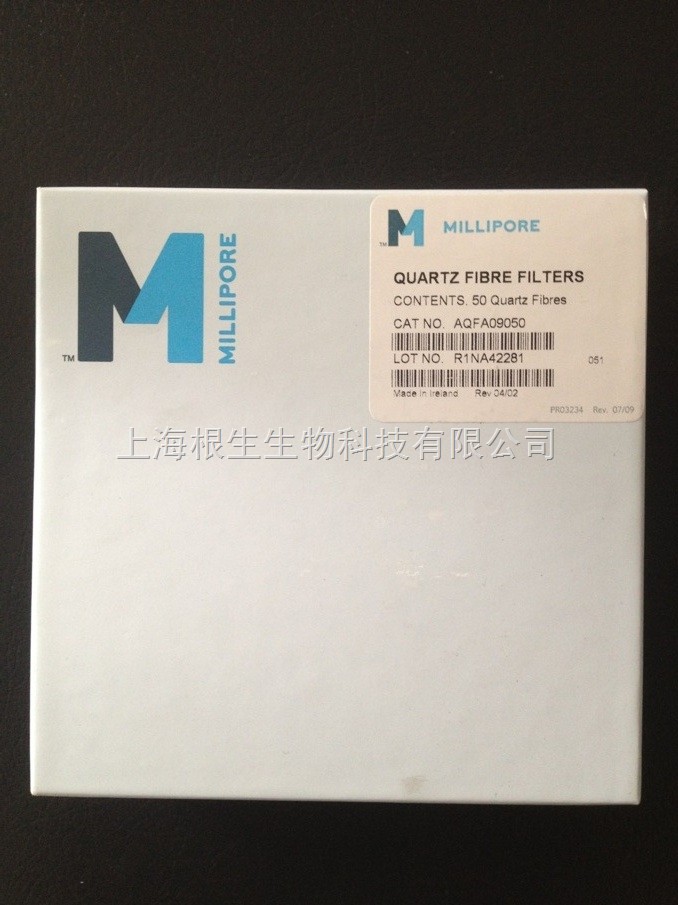 MILLIPORE
TM
TM
MILLIPORE
QUARTZ FIBRE FILTERS
CONTENTS. 50 Quartz Fibres
CAT NO. AQFA09050
LOT NO. R1NA42281 051
Made in Ireland Rev 04/02
PR03234 Rev. 07/09
上海根生生物科技有限公司